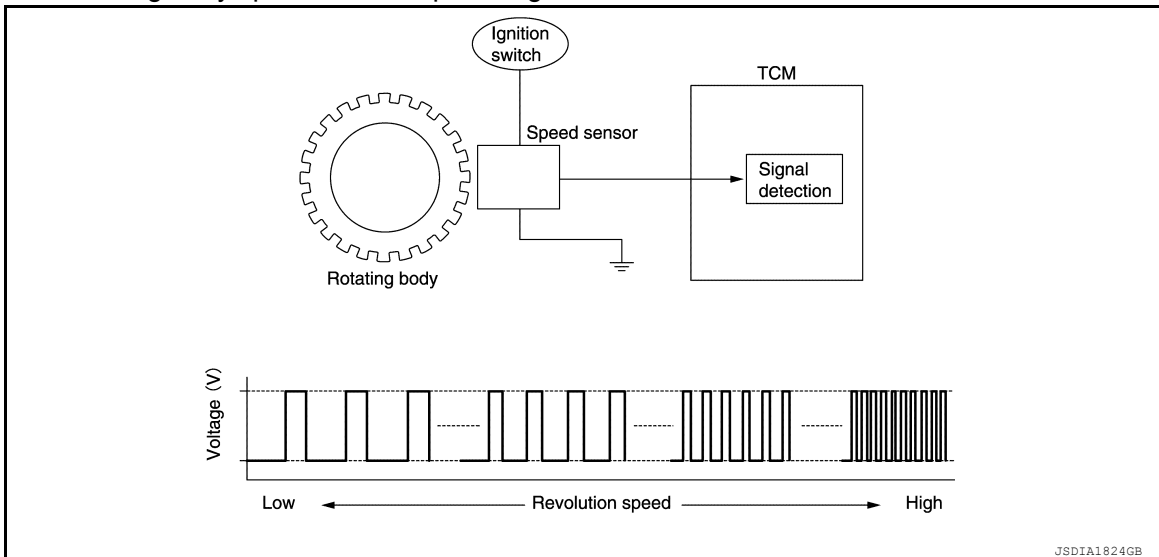 Ignition
switch
TCM
Speed sensor
Signal
detection
Rotating body
Voltage (V)
Low
Revolution speed
High
JSDIA1824GB